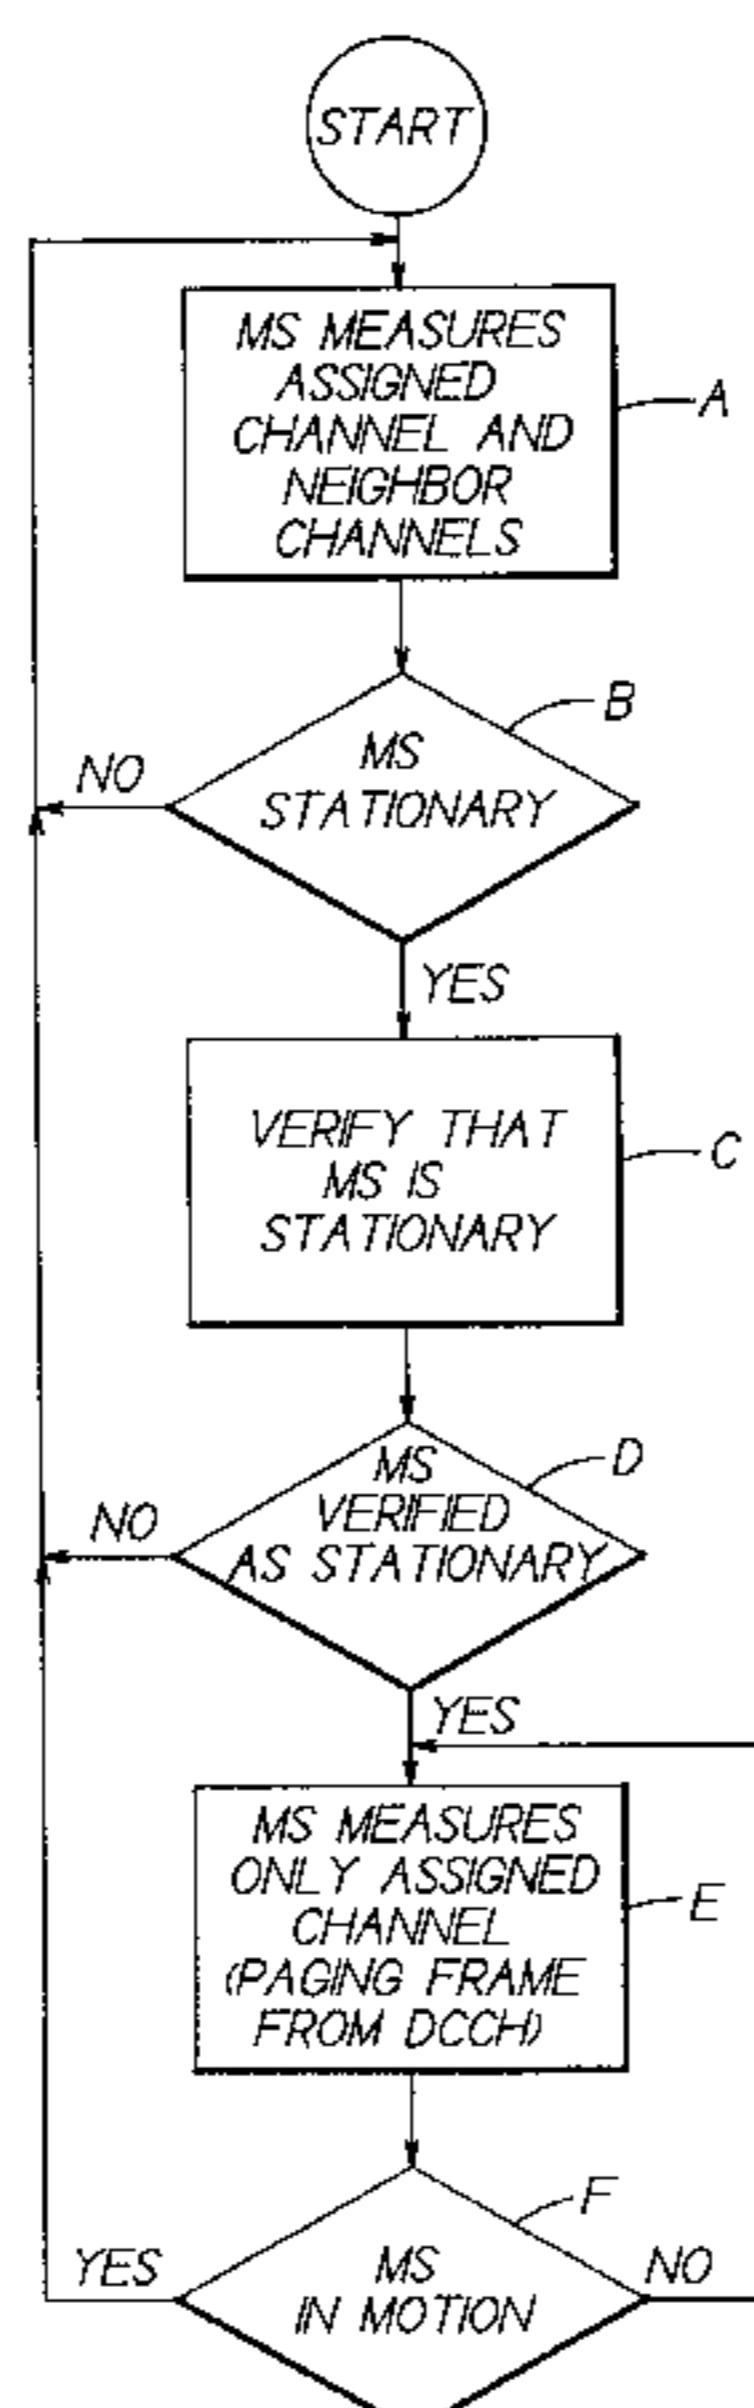 START
MS MEASURES
ASSIGNED
CHANNEL AND
NEIGHBOR
CHANNELS
A
B
MS
STATIONARY
NO
YES
VERIFY THAT
MS IS
STATIONARY
C
D
MS
VERIFIED
AS STATIONARY
NO
YES
MS MEASURES
ONLY ASSIGNED
CHANNEL
(PAGING FRAME
FROM DCCH)
E
F
MS
IN MOTION
YES
NO